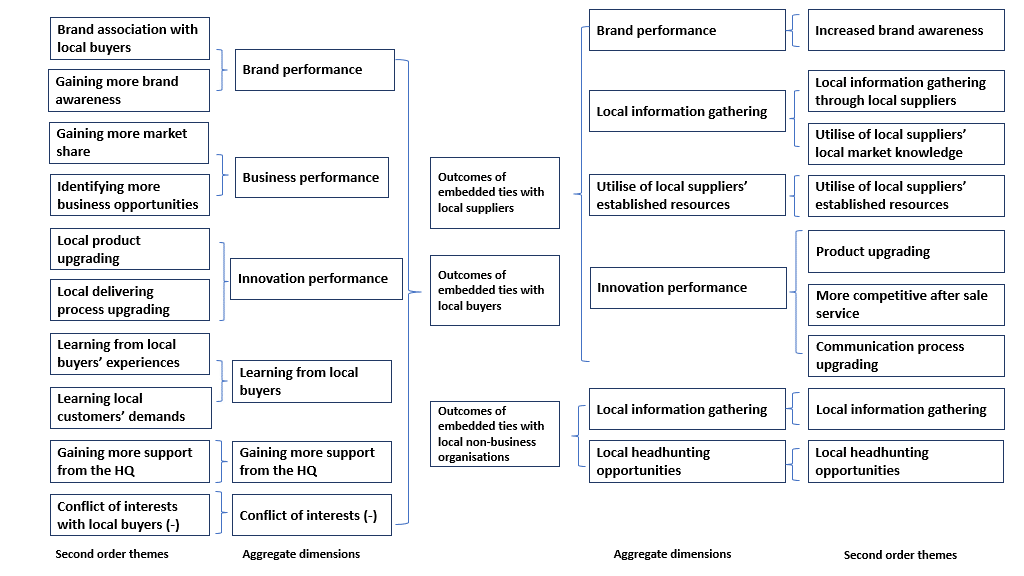 Brand association with
local buyers
Gaining more brand
awareness
Gaining more market
share
Identifying more
business opportunities
Local product
upgrading
Local delivering
process upgrading
Learning from local
buyers’ experiences
Learning local
customers’ demands
Gaining more support
from the HQ
Conflict of interests
with local buyers (-)
Second order themes
Brand performance
Business performance
Innovation performance
Learning from local
buyers
Gaining more support
from the HQ
Conflict of interests (-)
Aggregate dimensions
Outcomes of
embedded ties with
local suppliers
Outcomes of
embedded ties with
local buyers
Outcomes of
embedded ties with
local non-business
organisations
Brand performance
Local information gathering
Utilise of local suppliers’
established resources
Innovation performance
Local information gathering
Local headhunting
opportunities
Aggregate dimensions
Increased brand awareness
Local information gathering
through local suppliers
Utilise of local suppliers’
local market knowledge
Utilise of local suppliers’
established resources
Product upgrading
More competitive after sale
service
Communication process
upgrading
Local information gathering
Local headhunting
opportunities
Second order themes